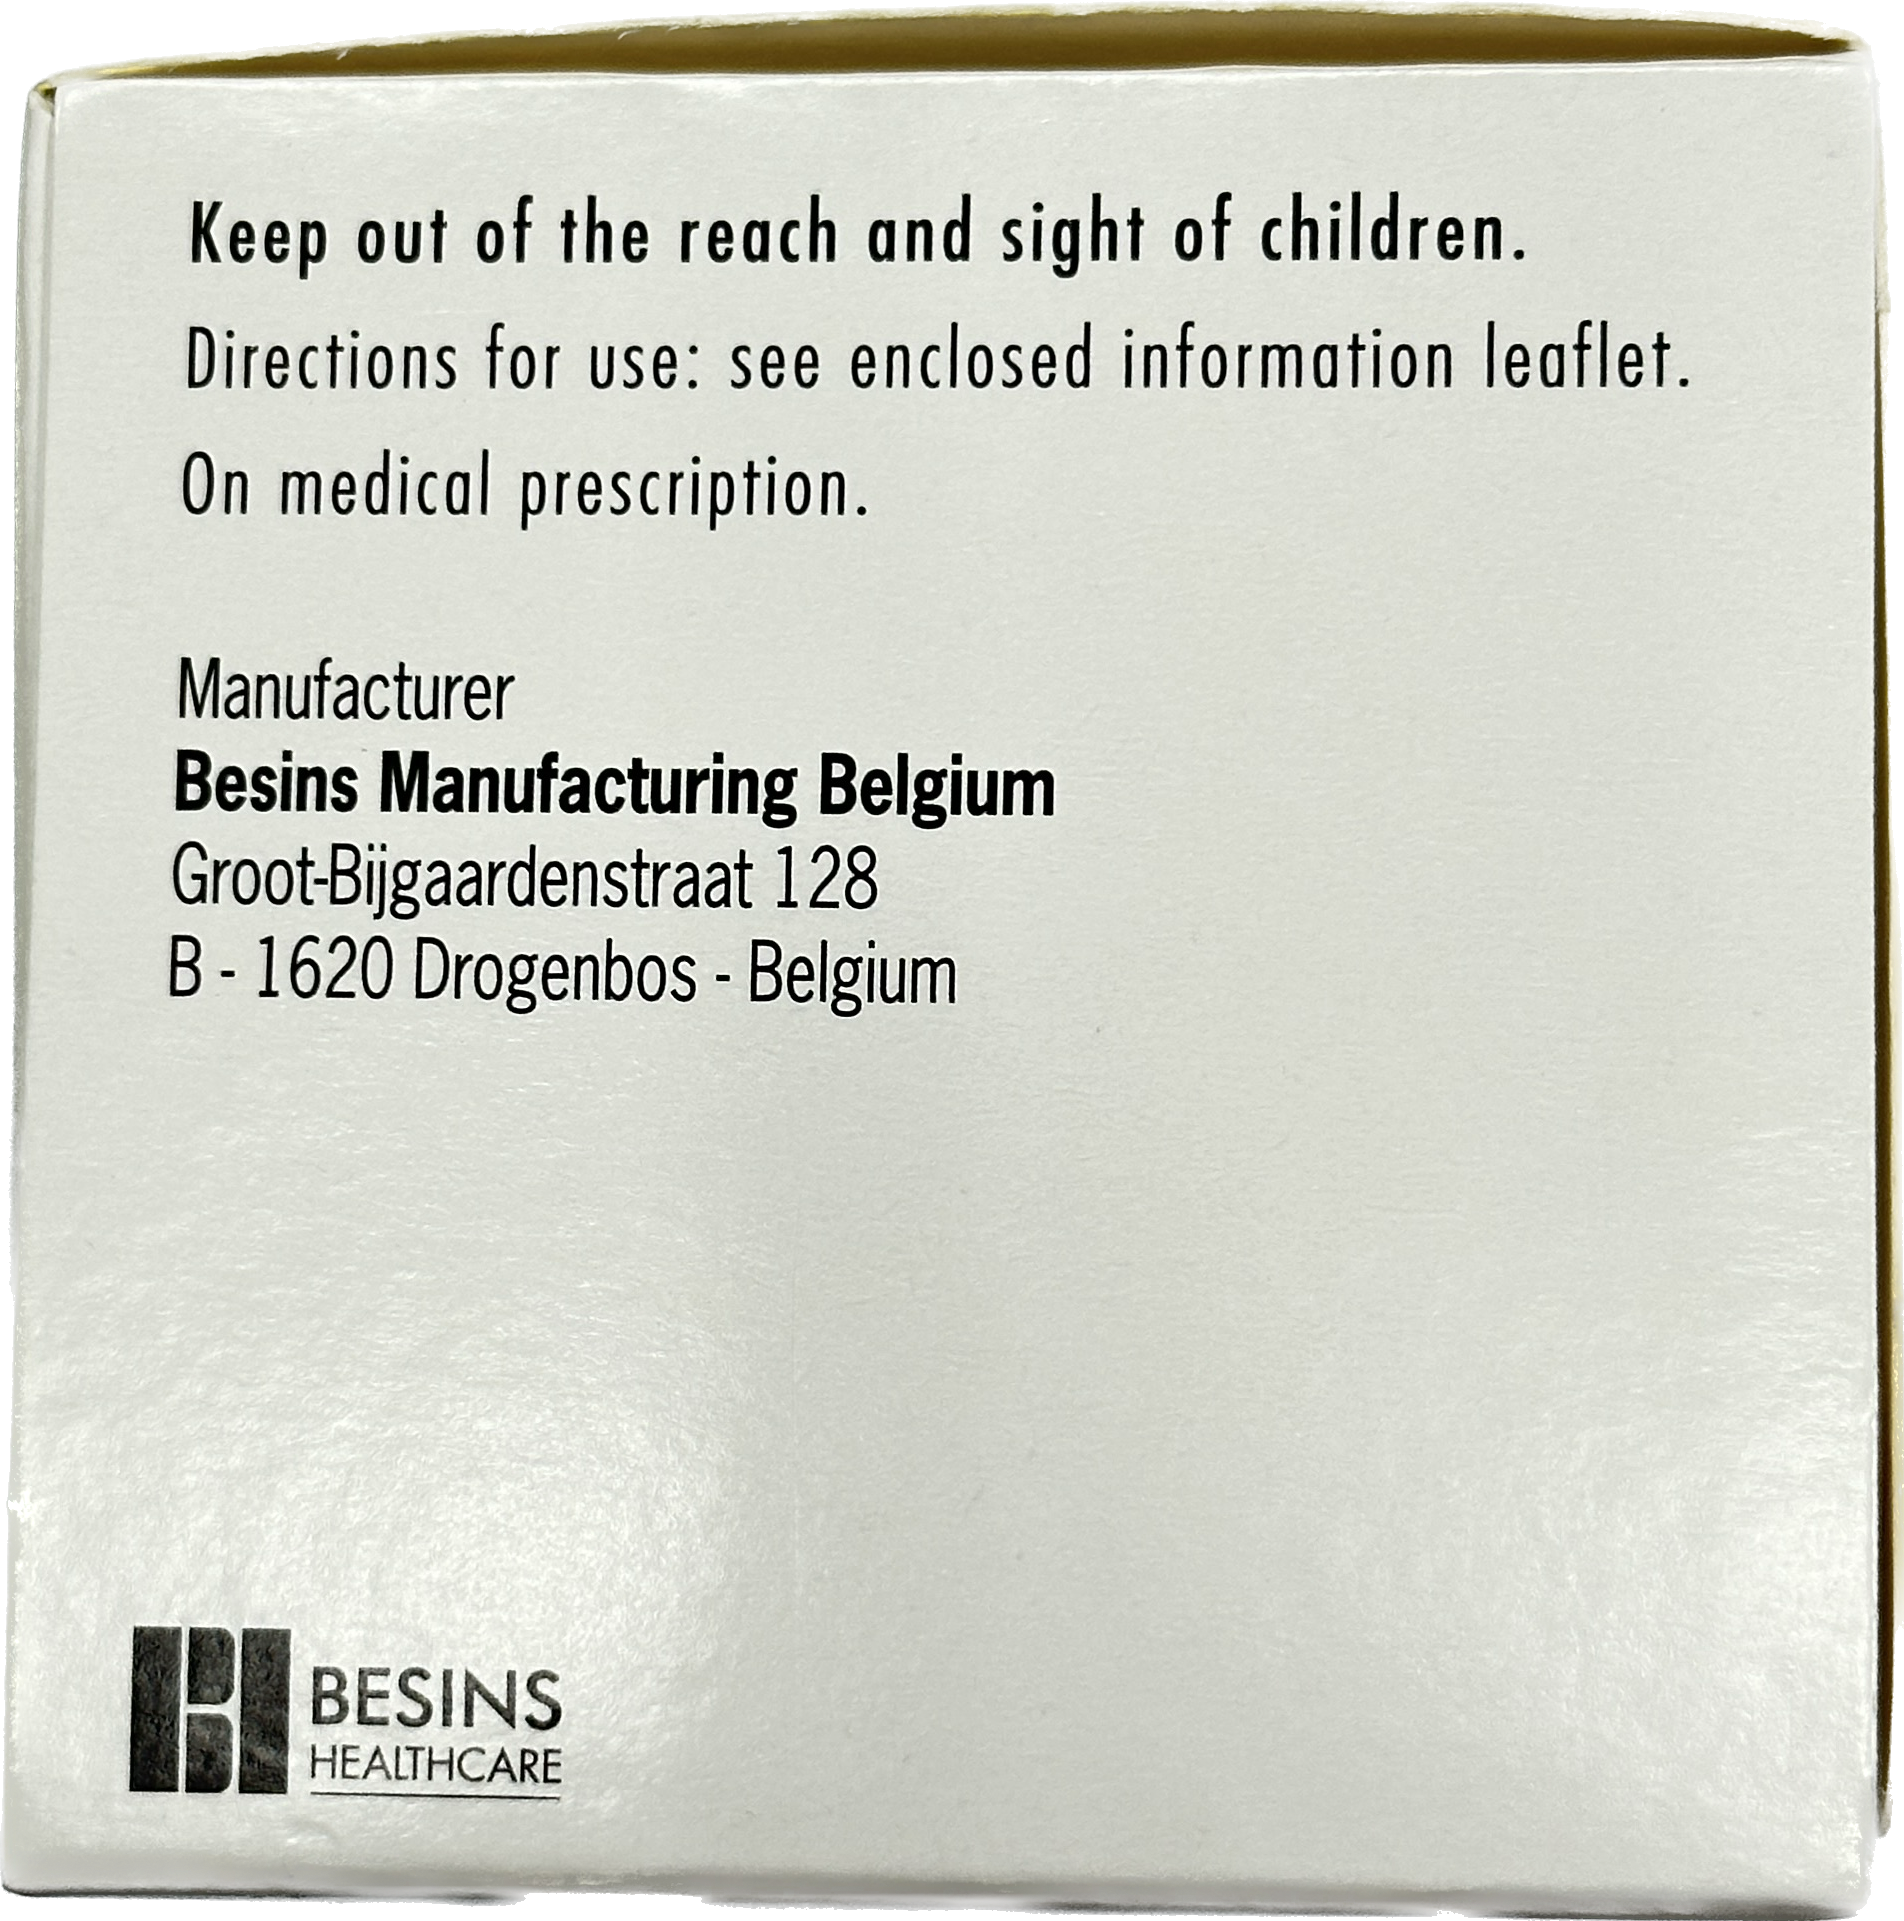 Keep out of the reach and sight of children.
Directions for use: see enclosed information leaflet.
On medical prescription.
Manufacturer
Besins Manufacturing Belgium
Groot-Bijgaardenstraat 128
B - 1620 Drogenbos - Belgium
BESINS
HEALTHCARE